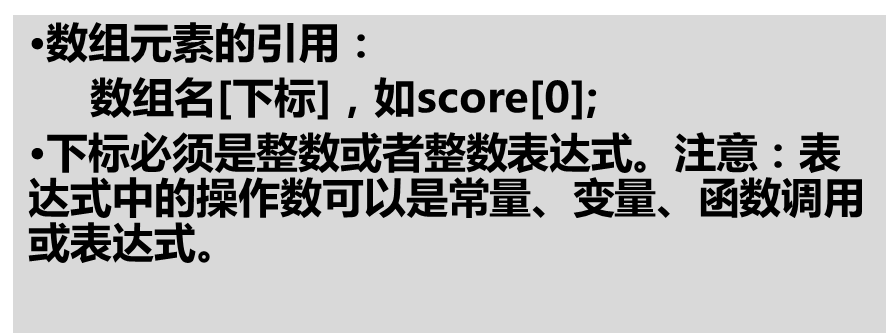 •数组元素的引用：
数组名[下标]，如score[0];
•下标必须是整数或者整数表达式。注意：表
达式中的操作数可以是常量、变量、函数调用
或表达式。